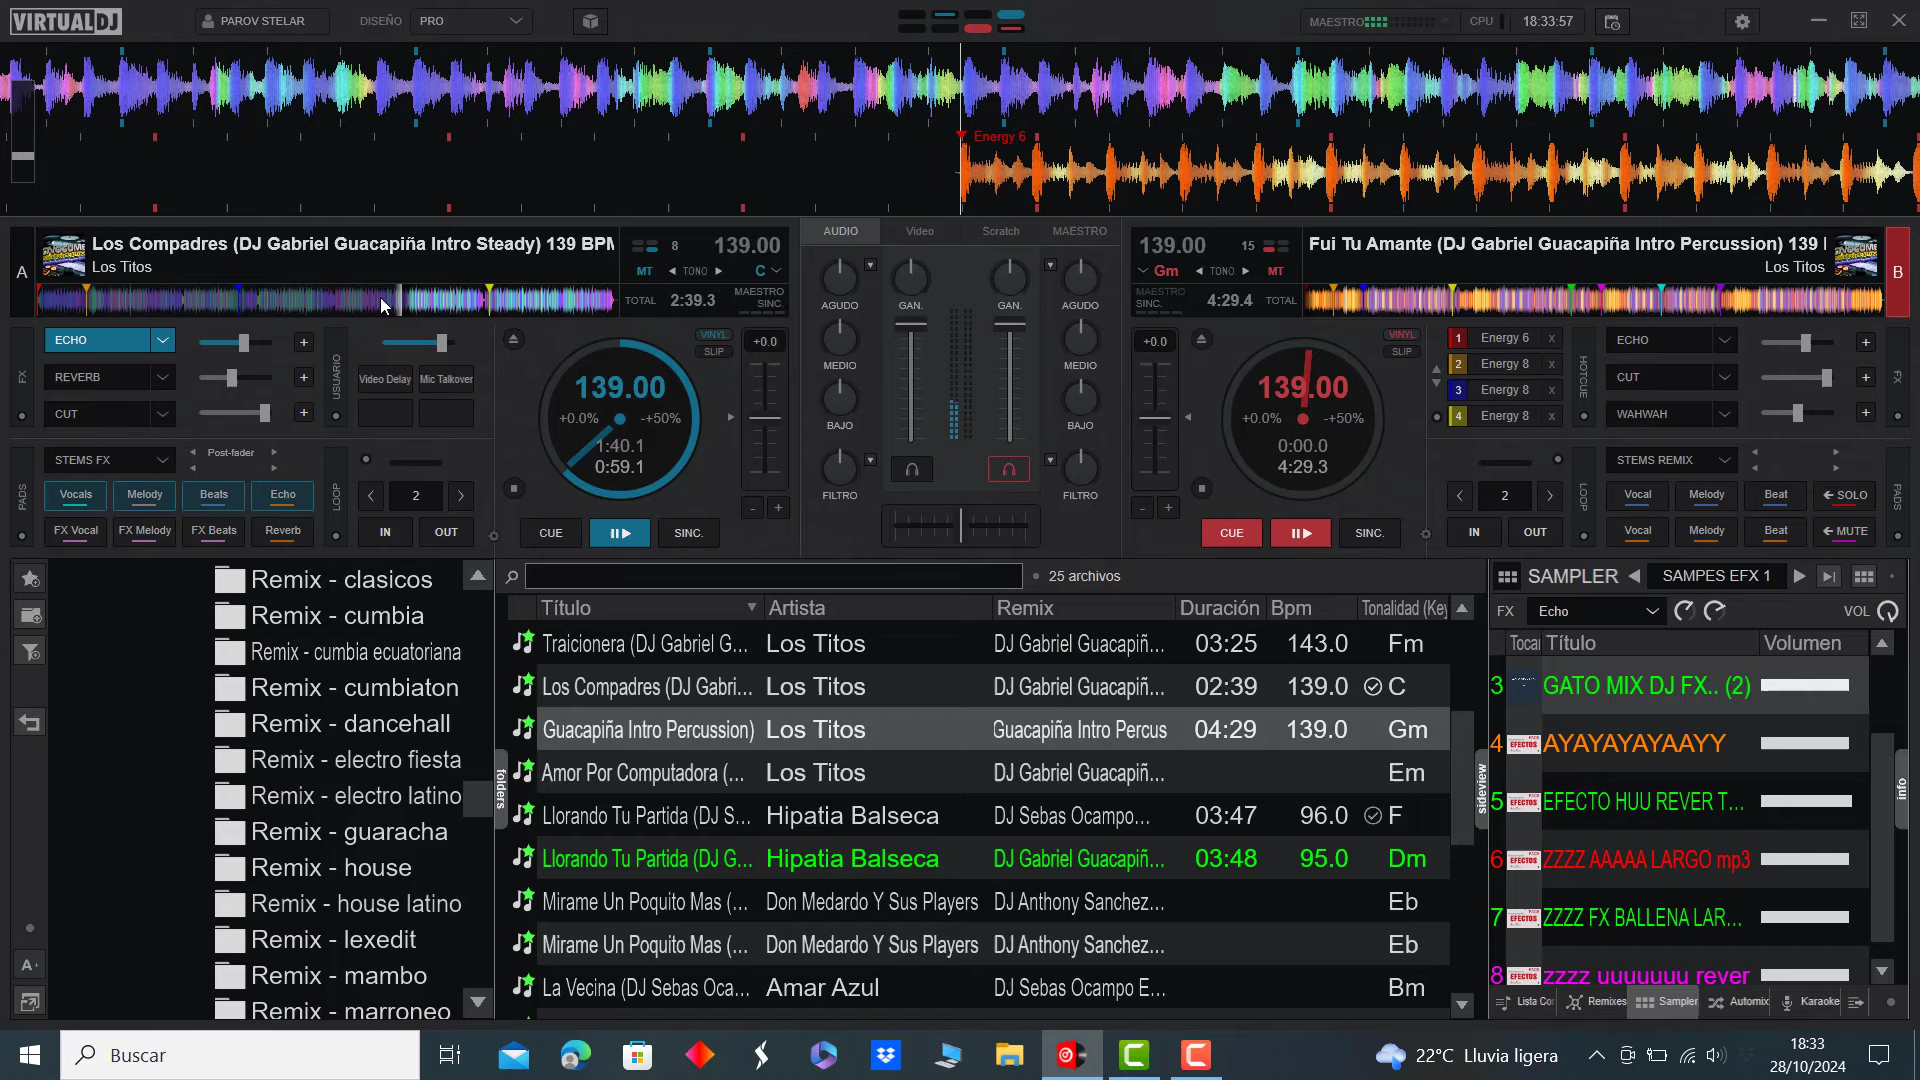 VIRTUALDJ
PAROV STELAR
DISEÑO
PRO
MAESTRO
CPU
18:33:57
Energy 6
A
Los Compadres (DJ Gabriel Guacapiña Intro Steady) 139 BPM
Los Titos
8
139.00
MT
TONO
C
TOTAL
2:39.3
MAESTRO
SINC.
AUDIO
Video
Scratch
MAESTRO
139.00
15
Gm
TONO
MT
MAESTRO
SINC.
4:29.4
TOTAL
Fui Tu Amante (DJ Gabriel Guacapiña Intro Percussion) 139
Los Titos
B
FX
ECHO
REVERB
CUT
USUARIO
Video Delay
Mic Talkover
VINYL
SLIP
139.00
+0.0%
-+50%
1:40.1
0:59.1
+0.0
AGUDO
GAN.
GAN.
AGUDO
MEDIO
MEDIO
BAJO
BAJO
FILTRO
FILTRO
+0.0
VINYL
SLIP
139.00
+0.0%
-+50%
0:00.0
4:29.3
1
Energy 6
x
2
Energy 8
x
3
Energy 8
x
4
Energy 8
x
HOTCUE
ECHO
CUT
WAHWAH
FX
PADS
STEMS FX
Post-fader
Vocals
Melody
Beats
Echo
FX Vocal
FX Melody
FX Beats
Reverb
LOOP
2
IN
OUT
CUE
SINC.
CUE
SINC.
2
IN
OUT
LOOP
STEMS REMIX
Vocal
Melody
Beat
SOLO
Vocal
Melody
Beat
MUTE
PADS
Remix - clasicos
Remix - cumbia
Remix - cumbia ecuatoriana
Remix - cumbiaton
Remix - dancehall
Remix - electro fiesta
Remix - electro latino
Remix - guaracha
Remix - house
Remix - house latino
Remix - lexedit
Remix - mambo
Remix - marroneo
folders
25 archivos
Título
Artista
Remix
Duración
Bpm
Tonalidad (Key
Traicionera (DJ Gabriel G...
Los Titos
DJ Gabriel Guacapiñ...
03:25
143.0
Fm
Los Compadres (DJ Gabri...
Los Titos
DJ Gabriel Guacapiñ...
02:39
139.0
C
Guacapiña Intro Percussion)
Los Titos
Guacapiña Intro Percus
04:29
139.0
Gm
Amor Por Computadora (...
Los Titos
DJ Gabriel Guacapiñ...
Em
Llorando Tu Partida (DJ S...
Hipatia Balseca
DJ Sebas Ocampo...
03:47
96.0
F
Llorando Tu Partida (DJ G...
Hipatia Balseca
DJ Gabriel Guacapiñ...
03:48
95.0
Dm
Mirame Un Poquito Mas (...
Don Medardo Y Sus Players
DJ Anthony Sanchez...
Eb
Mirame Un Poquito Mas (...
Don Medardo Y Sus Players
DJ Anthony Sanchez...
Eb
La Vecina (DJ Sebas Oca...
Amar Azul
DJ Sebas Ocampo E...
Bm
sideview
SAMPLER
SAMPES EFX 1
FX
Echo
VOL
Tocar
Título
Volumen
3
GATO MIX DJ FX.. (2)
4
EFECTOS
AYAYAYAYAAYY
5
EFECTOS
EFECTO HUU REVER T...
6
EFECTOS
ZZZZ AAAAA LARGO mp3
7
EFECTOS
ZZZZ FX BALLENA LAR...
8
EFECTOS
zzzz uuuuuuu rever
info
Lista Cor
Remixes
Sampler
Automix
Karaoke
Buscar
22°C Lluvia ligera
18:33
28/10/2024